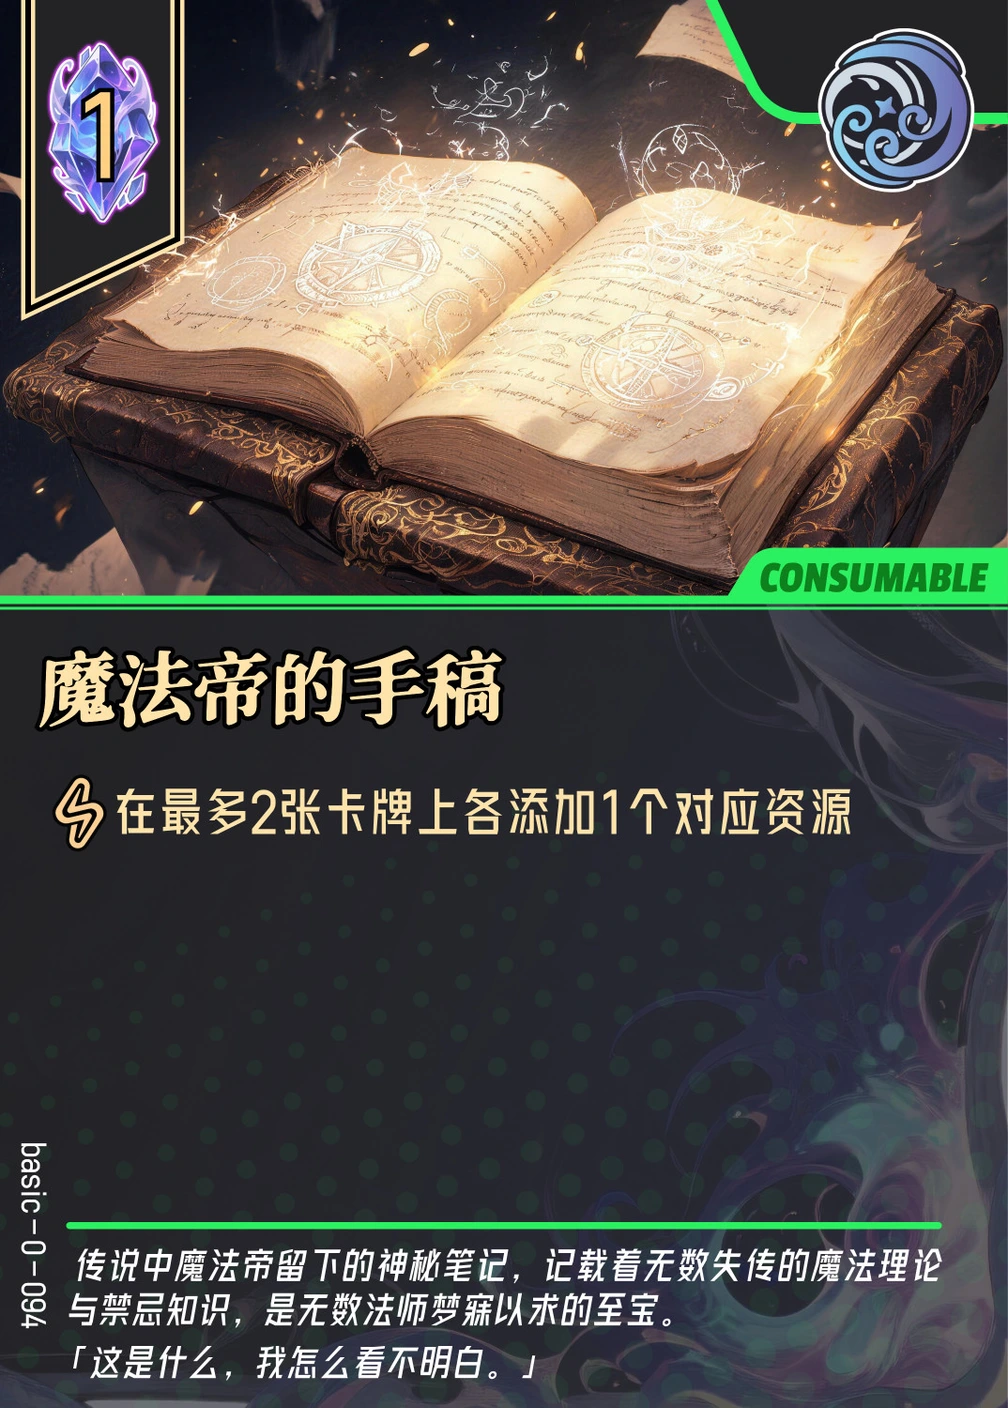 1
CONSUMABLE
魔法帝的手稿
在最多2张卡牌上各添加1个对应资源
basic-0-094
传说中魔法帝留下的神秘笔记，记载着无数失传的魔法理论
与禁忌知识，是无数法师梦寐以求的至宝。
「这是什么，我怎么看不明白。」